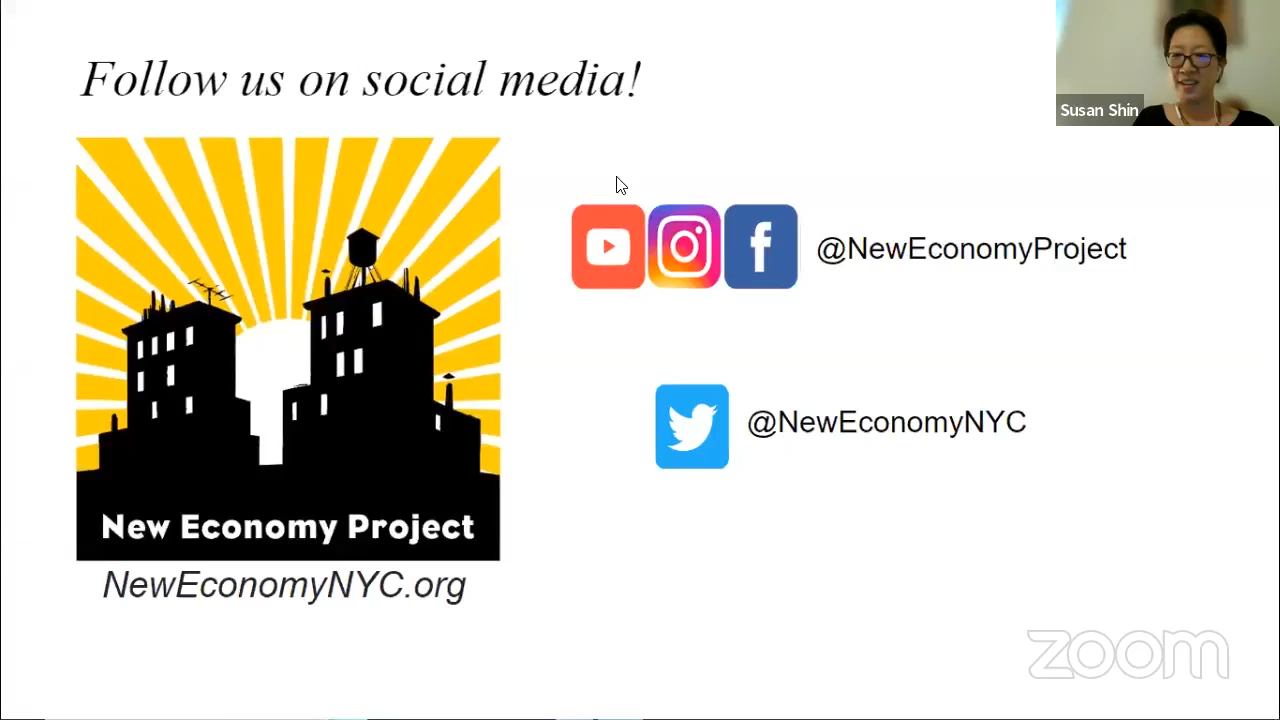 Follow us on social media!
Susan Shin
@NewEconomyProject
@NewEconomyNYC
New Economy Project
NewEconomyNYC.org
zoom